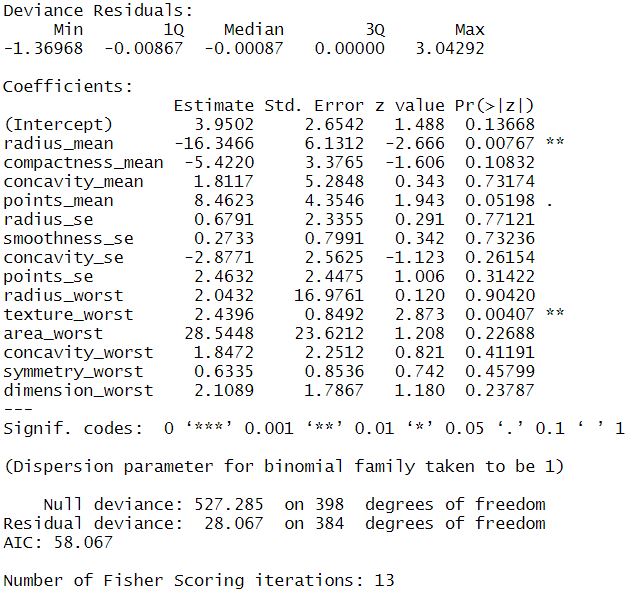 Deviance Residuals:
Min 1Q Median 3Q Max
-1.36968 -0.00867 -0.00087 0.00000 3.04292
Coefficients:
Estimate Std. Error z value Pr(>|z|)
(Intercept) 3.9502 2.6542 1.488 0.13668
radius_mean -16.3466 6.1312 -2.666 0.00767 **
compactness_mean -5.4220 3.3765 -1.606 0.10832
concavity_mean 1.8117 5.2848 0.343 0.73174
points_mean 8.4623 4.3546 1.943 0.05198 .
radius_se 0.6791 2.3355 0.291 0.77121
smoothness_se 0.2733 0.7991 0.342 0.73236
concavity_se -2.8771 2.5625 -1.123 0.26154
points_se 2.4632 2.4475 1.006 0.31422
radius_worst 2.0432 16.9761 0.120 0.90420
texture_worst 2.4396 0.8492 2.873 0.00407 **
area_worst 28.5448 23.6212 1.208 0.22688
concavity_worst 1.8472 2.2512 0.821 0.41191
symmetry_worst 0.6335 0.8536 0.742 0.45799
dimension_worst 2.1089 1.7867 1.180 0.23787
---
Signif. codes: 0 ‘***’ 0.001 ‘**’ 0.01 ‘*’ 0.05 ‘.’ 0.1 ‘ ’ 1
(Dispersion parameter for binomial family taken to be 1)
Null deviance: 527.285 on 398 degrees of freedom
Residual deviance: 28.067 on 384 degrees of freedom
AIC: 58.067
Number of Fisher Scoring iterations: 13